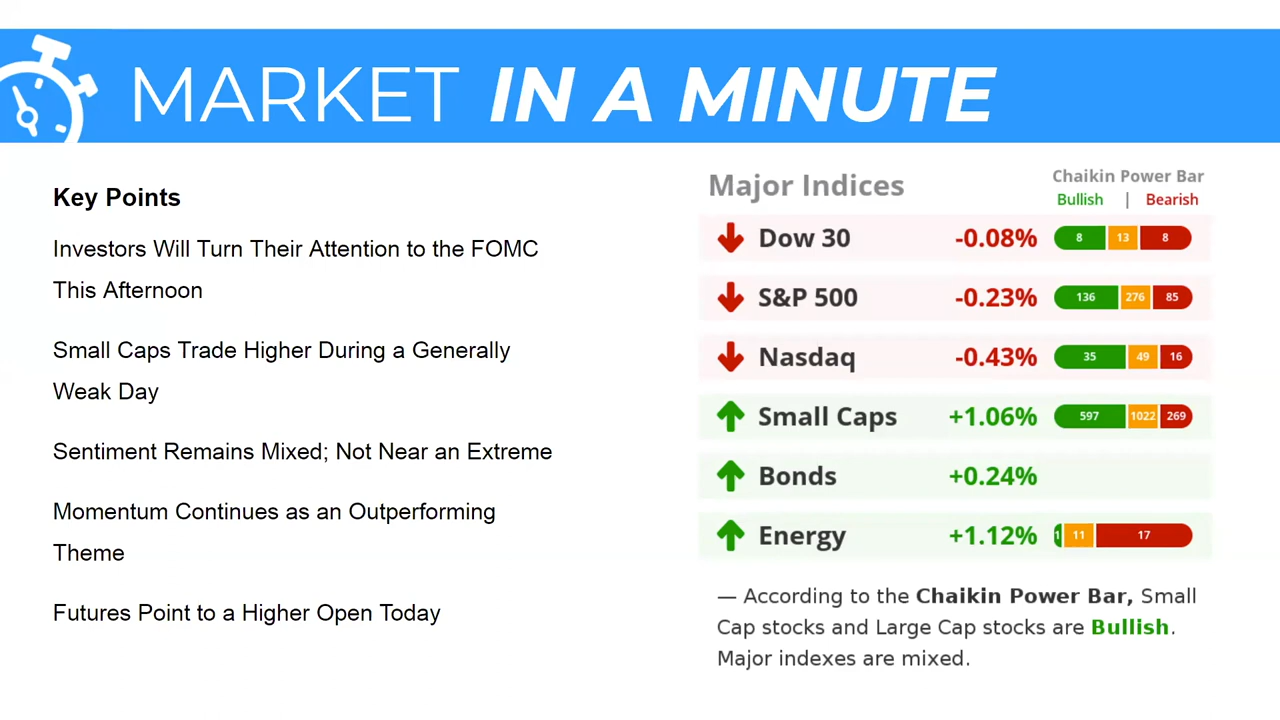 MARKET IN A MINUTE
Key Points
Investors Will Turn Their Attention to the FOMC
This Afternoon
Small Caps Trade Higher During a Generally
Weak Day
Sentiment Remains Mixed; Not Near an Extreme
Momentum Continues as an Outperforming
Theme
Futures Point to a Higher Open Today
Major Indices
Chaikin Power Bar
Bullish | Bearish
Dow 30 -0.08% 8 13 8
S&P 500 -0.23% 136 276 85
Nasdaq -0.43% 35 49 16
Small Caps +1.06% 597 1022 269
Bonds +0.24%
Energy +1.12% 1 11 17
— According to the Chaikin Power Bar, Small
Cap stocks and Large Cap stocks are Bullish.
Major indexes are mixed.